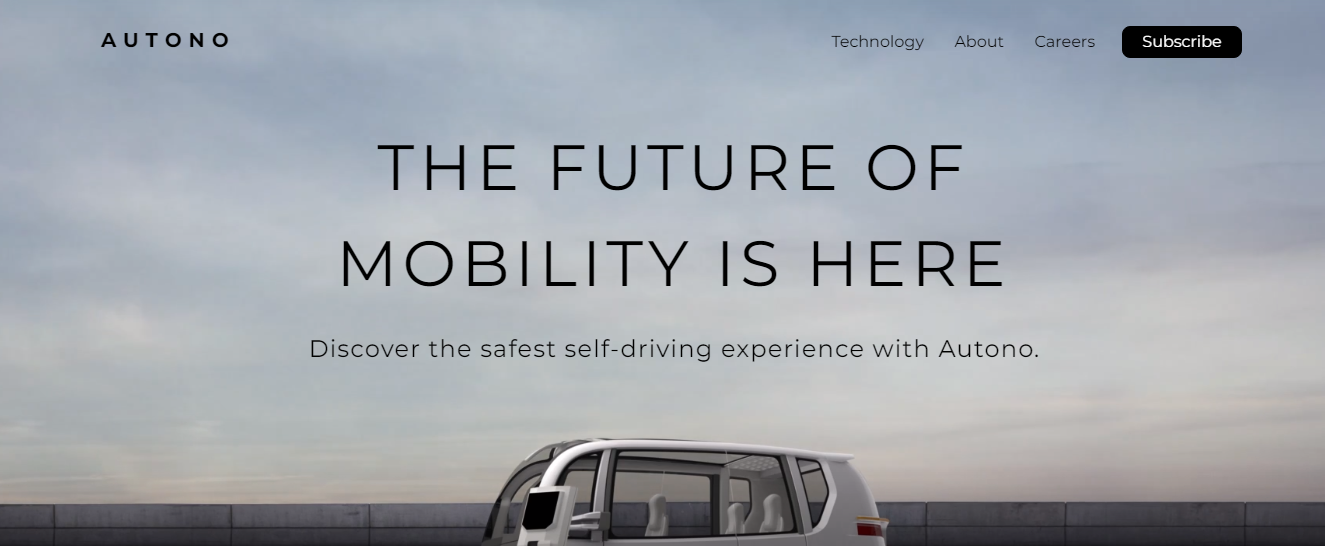 AUTONO
Technology About Careers Subscribe
THE FUTURE OF
MOBILITY IS HERE
Discover the safest self-driving experience with Autono.